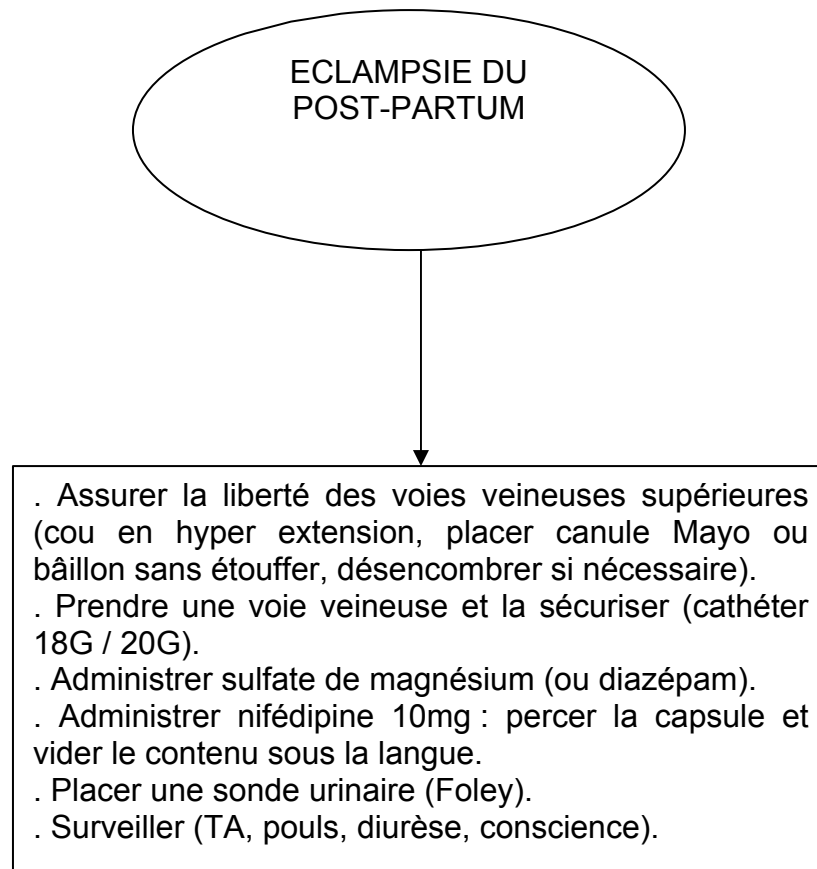 ECLAMPSIE DU
POST-PARTUM
. Assurer la liberté des voies veineuses supérieures
(cou en hyper extension, placer canule Mayo ou
bâillon sans étouffer, désencombrer si nécessaire).
. Prendre une voie veineuse et la sécuriser (cathéter
18G / 20G).
. Administrer sulfate de magnésium (ou diazépam).
. Administrer nifédipine 10mg : percer la capsule et
vider le contenu sous la langue.
. Placer une sonde urinaire (Foley).
. Surveiller (TA, pouls, diurèse, conscience).